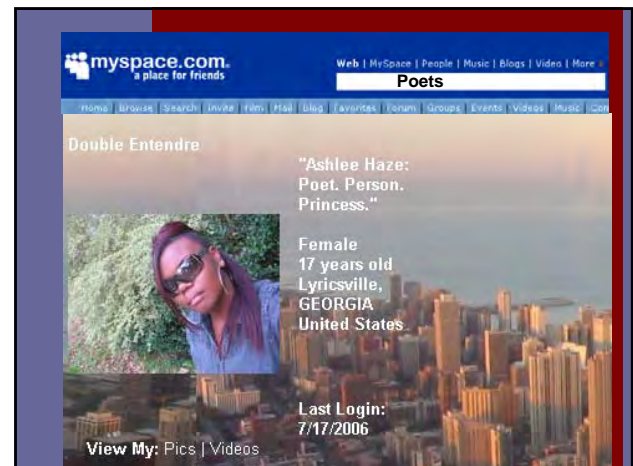 myspace.com.
a place for friends
Web | MySpace | People | Music | Blogs | Video | More
Poets
Home | Browse | Search | Invite | Film | Mail | Blog | Favorites | Forum | Groups | Events | Videos | Music | Con
Double Entendre
"Ashlee Haze:
Poet. Person.
Princess."
Female
17 years old
Lyricsville,
GEORGIA
United States
Last Login:
7/17/2006
View My: Pics | Videos